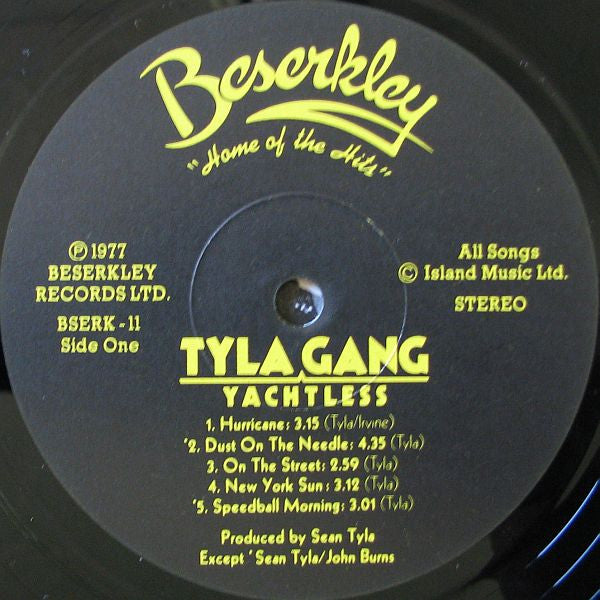 Beserkley
"Home of the Hits"
℗ 1977
BESERKLEY
RECORDS LTD.
BSERK-11
Side One
All Songs
© Island Music Ltd.
STEREO
TYLA GANG
YACHTLESS
1. Hurricane: 3.15 (Tyla/Irvine)
'2. Dust On The Needle: 4.35 (Tyla)
3. On The Street: 2.59 (Tyla)
4. New York Sun: 3.12 (Tyla)
'5. Speedball Morning: 3.01 (Tyla)
Produced by Sean Tyla
Except 'Sean Tyla/John Burns